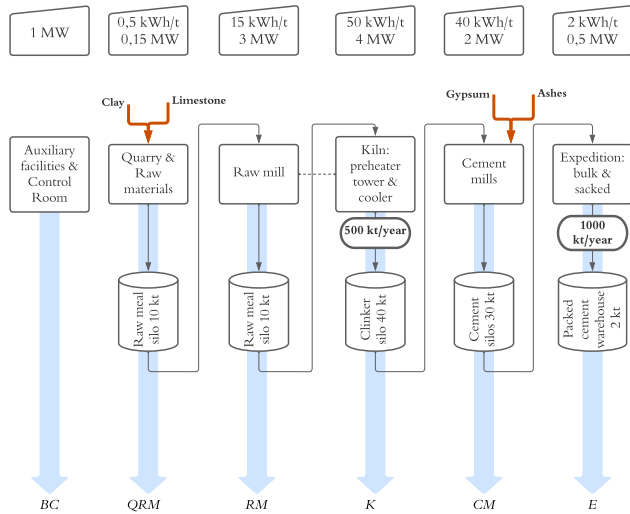 1 MW
0,5 kWh/t
0,15 MW
15 kWh/t
3 MW
50 kWh/t
4 MW
40 kWh/t
2 MW
2 kWh/t
0,5 MW
Clay
Limestone
Gypsum
Ashes
Auxiliary
facilities &
Control
Room
Quarry &
Raw
materials
Raw mill
Kiln:
preheater
tower &
cooler
Cement
mills
Expedition:
bulk &
sacked
500 kt/year
1000
kt/year
Raw meal
silo 10 kt
Raw meal
silo 10 kt
Clinker
silo 40 kt
Cement
silos 30 kt
Packed
cement
warehouse
2 kt
BC
QRM
RM
K
CM
E